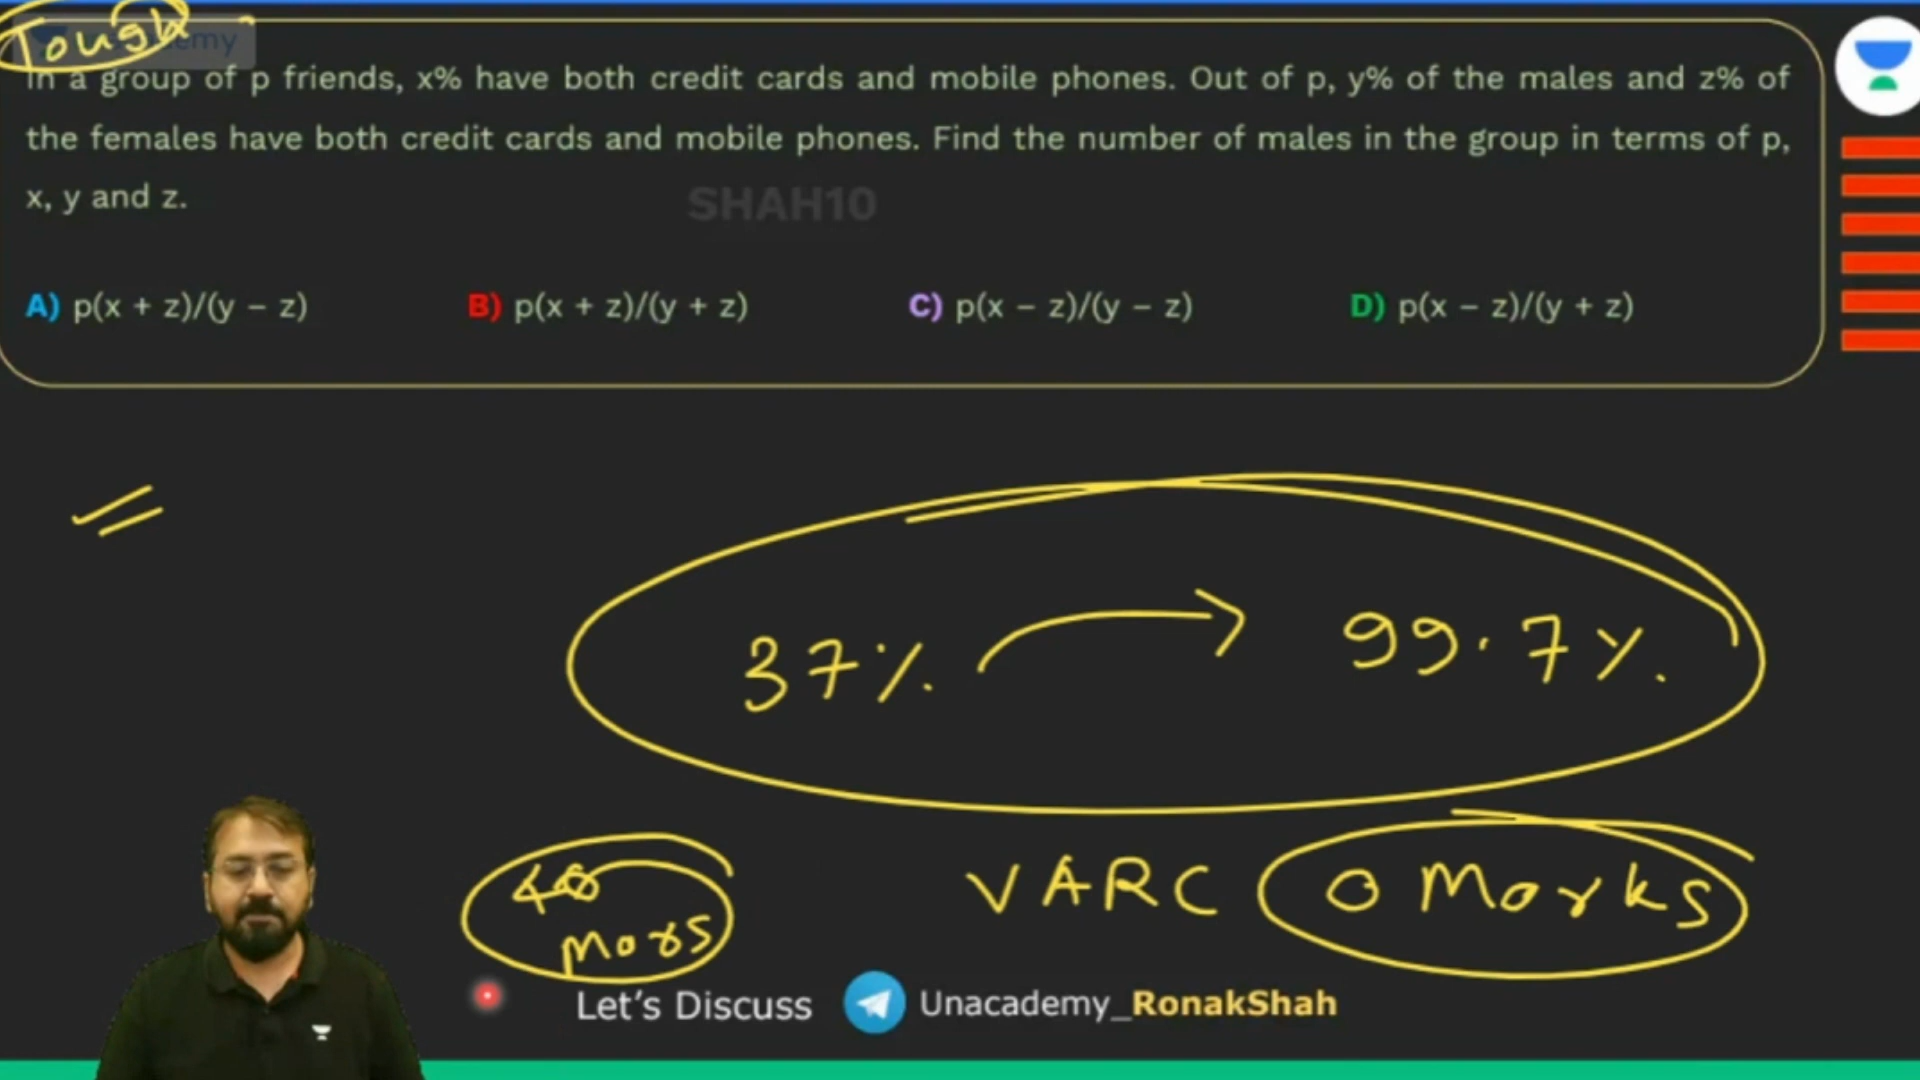 Tough
In a group of p friends, x% have both credit cards and mobile phones. Out of p, y% of the males and z% of
the females have both credit cards and mobile phones. Find the number of males in the group in terms of p,
x, y and z.
SHAH10
A) p(x + z)/(y – z) B) p(x + z)/(y + z) C) p(x – z)/(y – z) D) p(x – z)/(y + z)
37% 99.7%.
VARC 0 Marks
Let's Discuss Unacademy_RonakShah